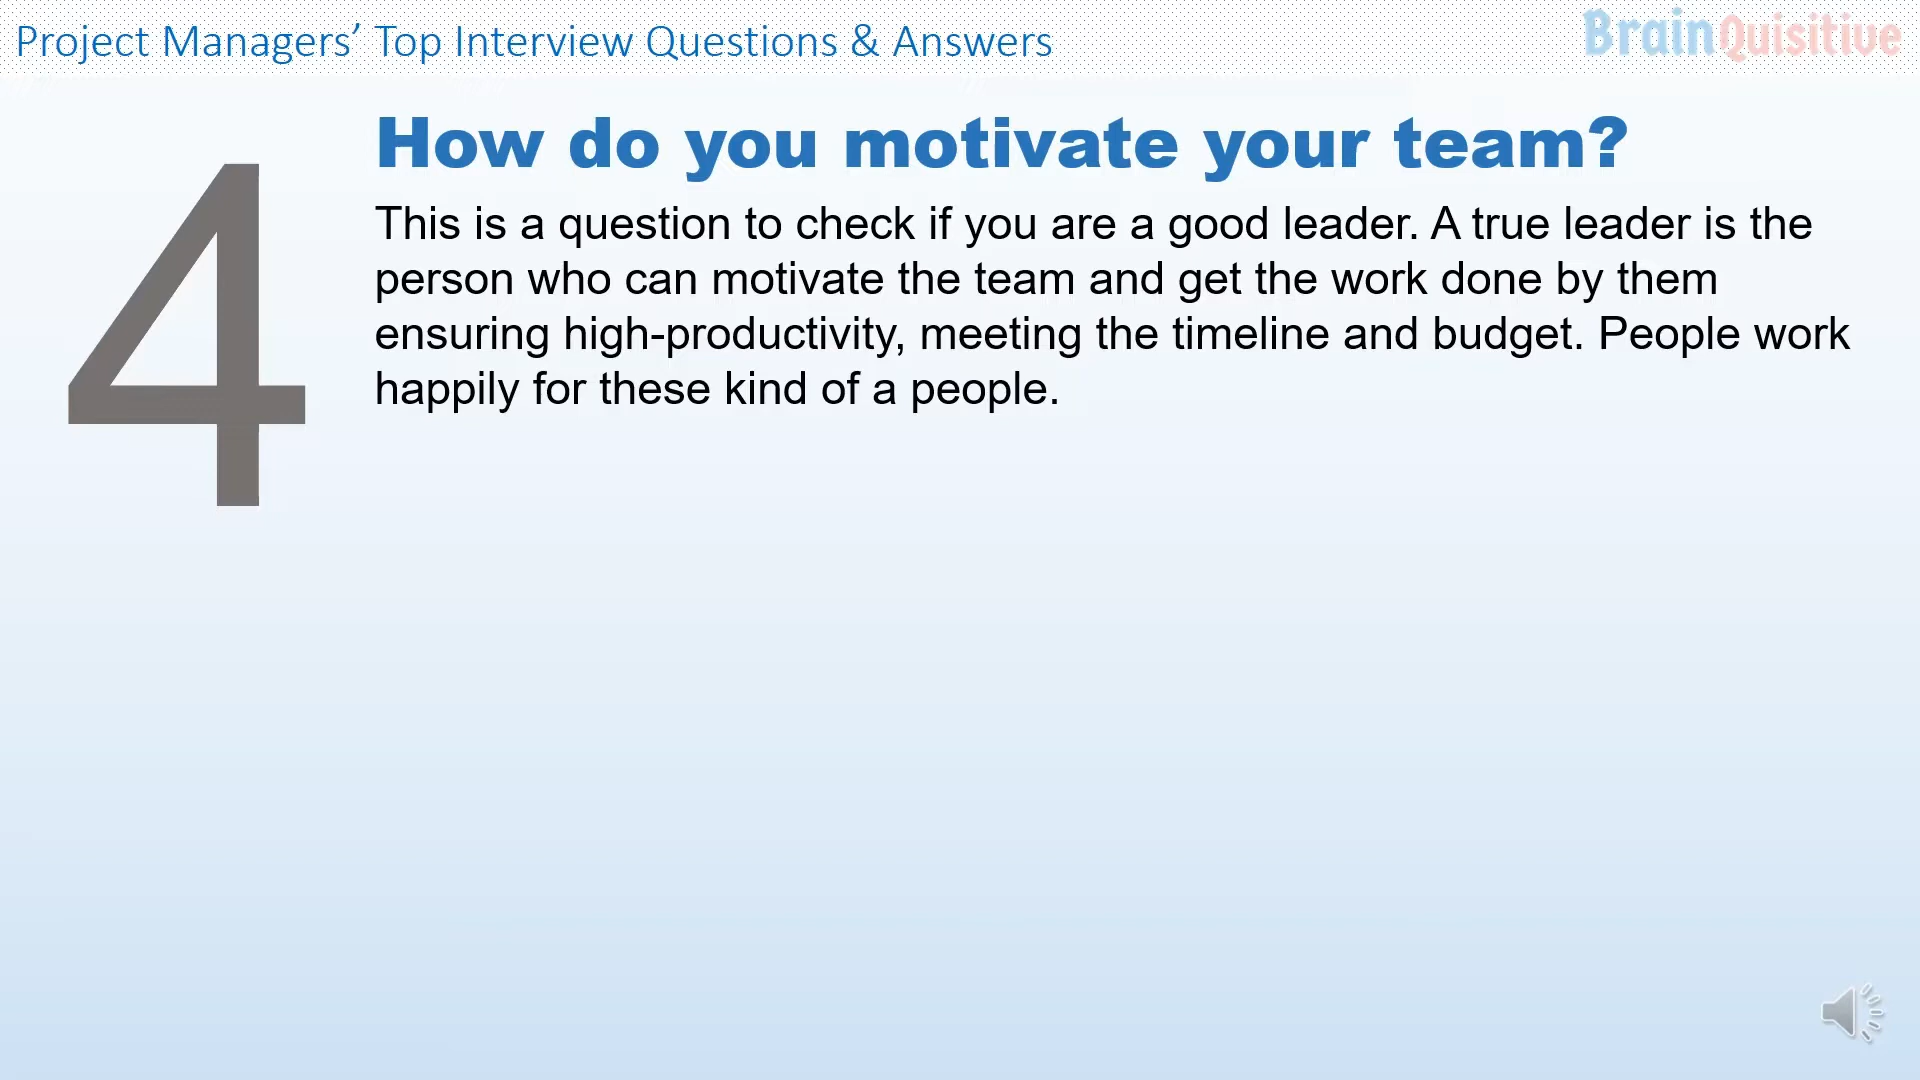 Project Managers’ Top Interview Questions & Answers
BrainQuisitive
4
How do you motivate your team?
This is a question to check if you are a good leader. A true leader is the
person who can motivate the team and get the work done by them
ensuring high-productivity, meeting the timeline and budget. People work
happily for these kind of a people.